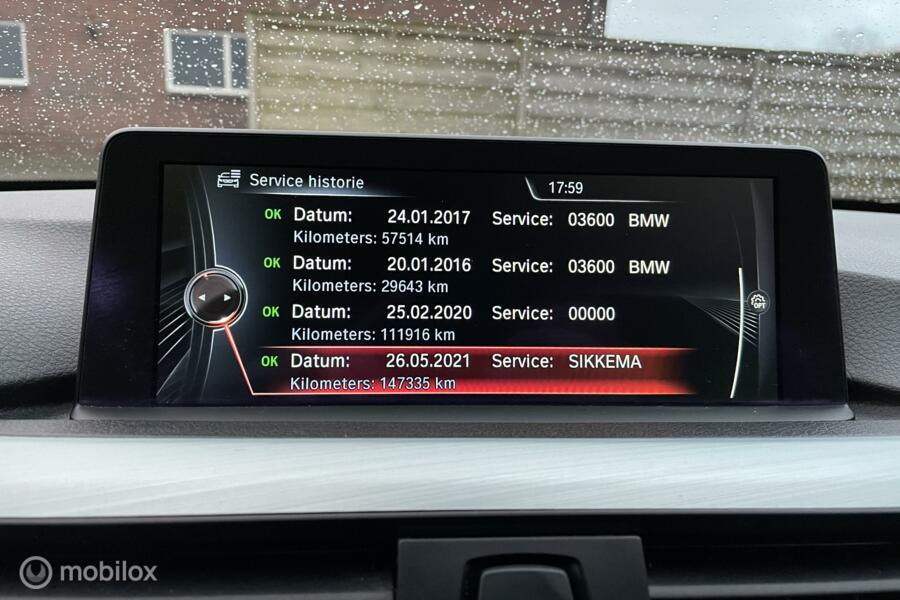 Service historie
17:59
OK Datum: 24.01.2017 Service: 03600 BMW
Kilometers: 57514 km
OK Datum: 20.01.2016 Service: 03600 BMW
Kilometers: 29643 km
OK Datum: 25.02.2020 Service: 00000
Kilometers: 111916 km
OK Datum: 26.05.2021 Service: SIKKEMA
Kilometers: 147335 km
OPT
mobilox